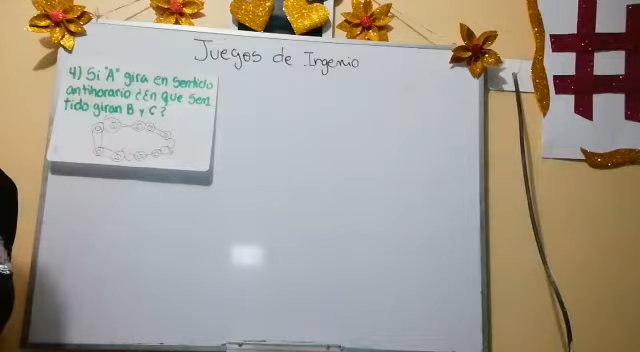 Juegos de Ingenio
4) Si "A" gira en sentido
antihorario ¿En que sen
tido giran B y C?